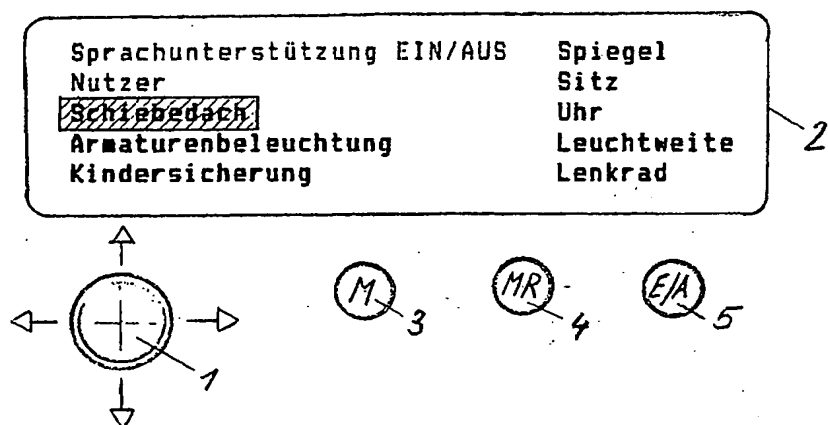 Sprachunterstützung EIN/AUS Spiegel
Nutzer Sitz
Schiebedach Uhr
Armaturenbeleuchtung Leuchtweite
Kindersicherung Lenkrad
2
M MR E/A
3 4 5
1